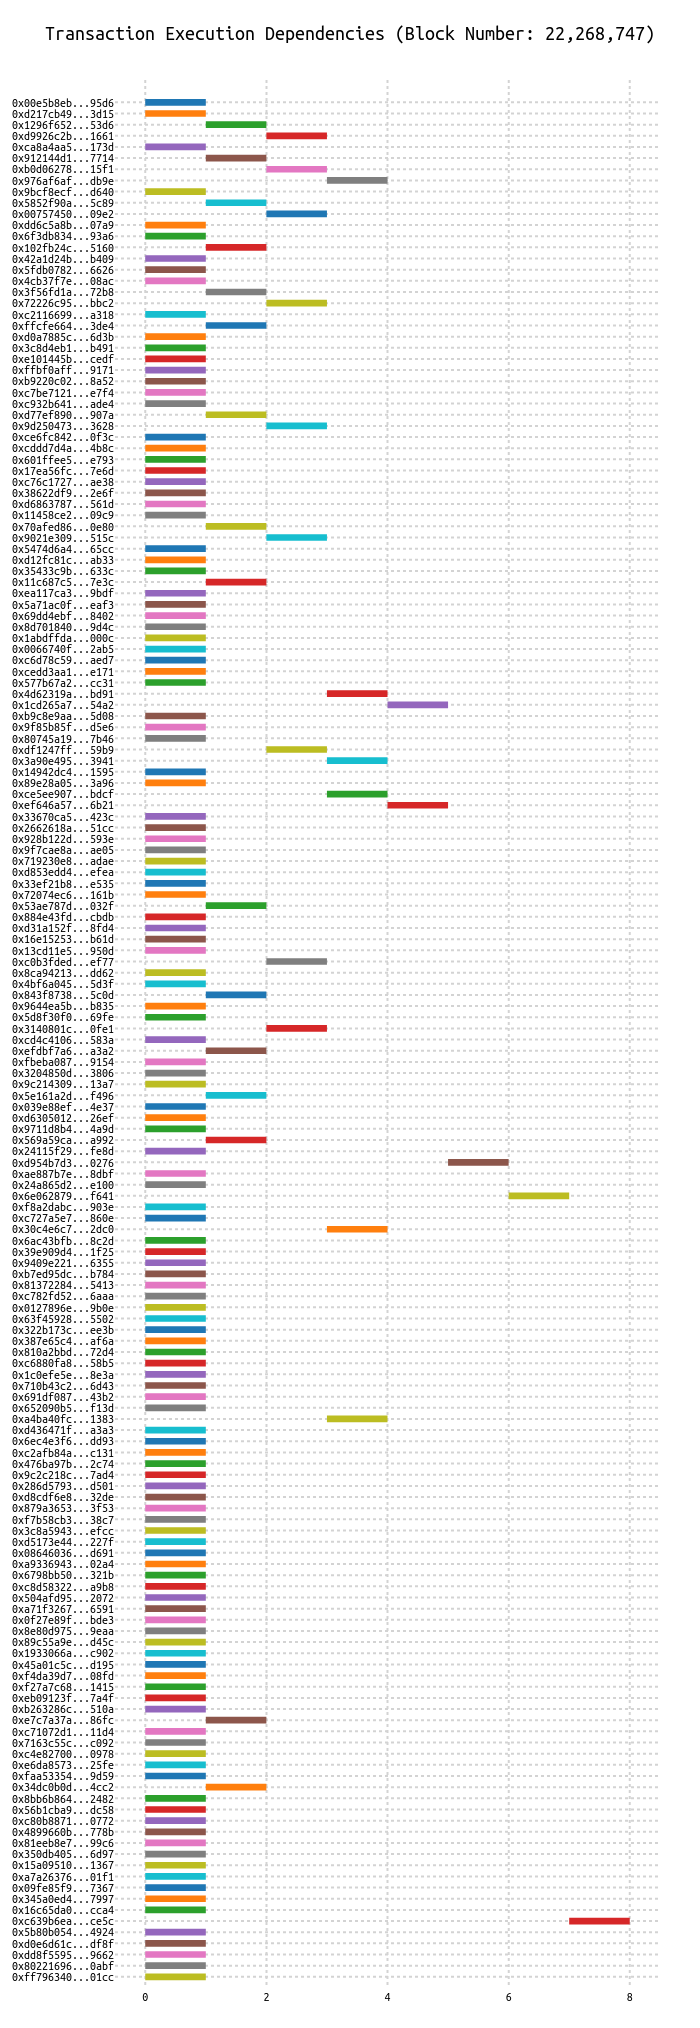 Transaction Execution Dependencies (Block Number: 22,268,747)
0x00e5b8eb...95d6
0xd217cb49...3d15
0x1296f652...53d6
0xd9926c2b...1661
0xca8a4aa5...173d
0x912144d1...7714
0xb0d06278...15f1
0x976af6af...db9e
0x9bcf8ecf...d640
0x5852f90a...5c89
0x00757450...09e2
0xdd6c5a8b...07a9
0x6f3db834...93a6
0x102fb24c...5160
0x42a1d24b...b409
0x5fdb0782...6626
0x4cb37f7e...08ac
0x3f56fd1a...72b8
0x72226c95...bbc2
0xc2116699...a318
0xffcfe664...3de4
0xd0a7885c...6d3b
0x3c8d4eb1...b491
0xe101445b...cedf
0xffbf0aff...9171
0xb9220c02...8a52
0xc7be7121...e7f4
0xc932b641...ade4
0xd77ef890...907a
0x9d250473...3628
0xce6fc842...0f3c
0xcddd7d4a...4b8c
0x601ffee5...e793
0x17ea56fc...7e6d
0xc76c1727...ae38
0x38622df9...2e6f
0xd6863787...561d
0x11458ce2...09c9
0x70afed86...0e80
0x9021e309...515c
0x5474d6a4...65cc
0xd12fc81c...ab33
0x35433c9b...633c
0x11c687c5...7e3c
0xea117ca3...9bdf
0x5a71ac0f...eaf3
0x69dd4ebf...8402
0x8d701840...9d4c
0x1abdffda...000c
0x0066740f...2ab5
0xc6d78c59...aed7
0xcedd3aa1...e171
0x577b67a2...cc31
0x4d62319a...bd91
0x1cd265a7...54a2
0xb9c8e9aa...5d08
0x9f85b85f...d5e6
0x80745a19...7b46
0xdf1247ff...59b9
0x3a90e495...3941
0x14942dc4...1595
0x89e28a05...3a96
0xce5ee907...bdcf
0xef646a57...6b21
0x33670ca5...423c
0x2662618a...51cc
0x928b122d...593e
0x9f7cae8a...ae05
0x719230e8...adae
0xd853edd4...efea
0x33ef21b8...e535
0x72074ec6...161b
0x53ae787d...032f
0x884e43fd...cbdb
0xd31a152f...8fd4
0x16e15253...b61d
0x13cd11e5...950d
0xc0b3fded...ef77
0x8ca94213...dd62
0x4bf6a045...5d3f
0x843f8738...5c0d
0x9644ea5b...b835
0x5d8f30f0...69fe
0x3140801c...0fe1
0xcd4c4106...583a
0xefdbf7a6...a3a2
0xfbeba087...9154
0x3204850d...3806
0x9c214309...13a7
0x5e161a2d...f496
0x039e88ef...4e37
0xd6305012...26ef
0x9711d8b4...4a9d
0x569a59ca...a992
0x24115f29...fe8d
0xd954b7d3...0276
0xae887b7e...8dbf
0x24a865d2...e100
0x6e062879...f641
0xf8a2dabc...903e
0xc727a5e7...860e
0x30c4e6c7...2dc0
0x6ac43bfb...8c2d
0x39e909d4...1f25
0x9409e221...6355
0xb7ed95dc...b784
0x81372284...5413
0xc782fd52...6aaa
0x0127896e...9b0e
0x63f45928...5502
0x322b173c...ee3b
0x387e65c4...af6a
0x810a2bbd...72d4
0xc6880fa8...58b5
0x1c0efe5e...8e3a
0x710b43c2...6d43
0x691df087...43b2
0x652090b5...f13d
0xa4ba40fc...1383
0xd436471f...a3a3
0x6ec4e3f6...dd93
0xc2afb84a...c131
0x476ba97b...2c74
0x9c2c218c...7ad4
0x286d5793...d501
0xd8cdf6e8...32de
0x879a3653...3f53
0xf7b58cb3...38c7
0x3c8a5943...efcc
0xd5173e44...227f
0x08646036...d691
0xa9336943...02a4
0x6798bb50...321b
0xc8d58322...a9b8
0x504afd95...2072
0xa71f3267...6591
0x0f27e89f...bde3
0x8e80d975...9eaa
0x89c55a9e...d45c
0x1933066a...c902
0x45a01c5c...d195
0xf4da39d7...08fd
0xf27a7c68...1415
0xeb09123f...7a4f
0xb263286c...510a
0xe7c7a37a...86fc
0xc71072d1...11d4
0x7163c55c...c092
0xc4e82700...0978
0xe6da8573...25fe
0xfaa53354...9d59
0x34dc0b0d...4cc2
0x8bb6b864...2482
0x56b1cba9...dc58
0xc80b8871...0772
0x4899660b...778b
0x81eeb8e7...99c6
0x350db405...6d97
0x15a09510...1367
0xa7a26376...01f1
0x09fe85f9...7367
0x345a0ed4...7997
0x16c65da0...cca4
0xc639b6ea...ce5c
0x5b80b054...4924
0xd0e6d61c...df8f
0xdd8f5595...9662
0x80221696...0abf
0xff796340...01cc
0 2 4 6 8